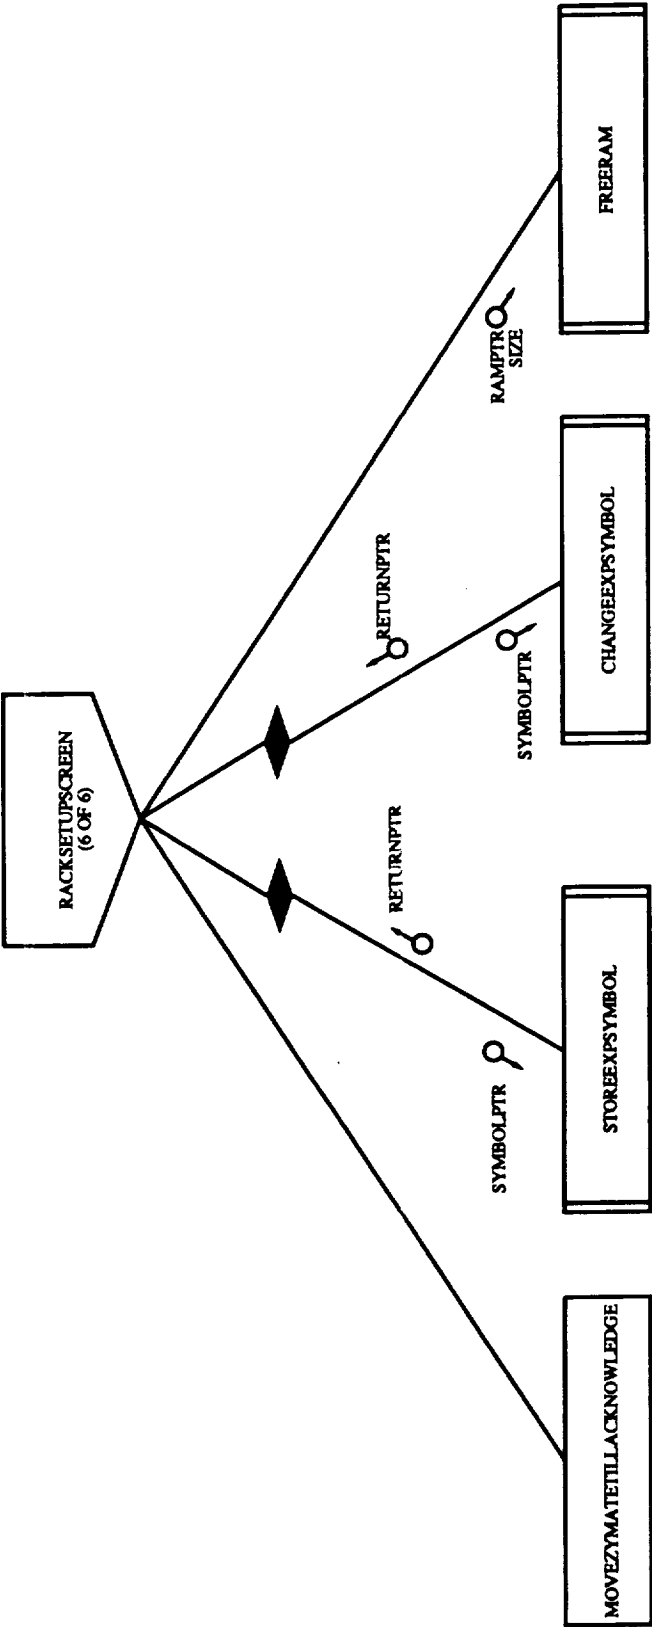 RACKSETUPSCREEN
(6 OF 6)
RETURNPTR
RETURNPTR
SYMBOLPTR
SYMBOLPTR
RAMPTR
SIZE
MOVEZYMATETILLACKNOWLEDGE
STOREEXPSYMBOL
CHANGEEXPSYMBOL
FREERAM